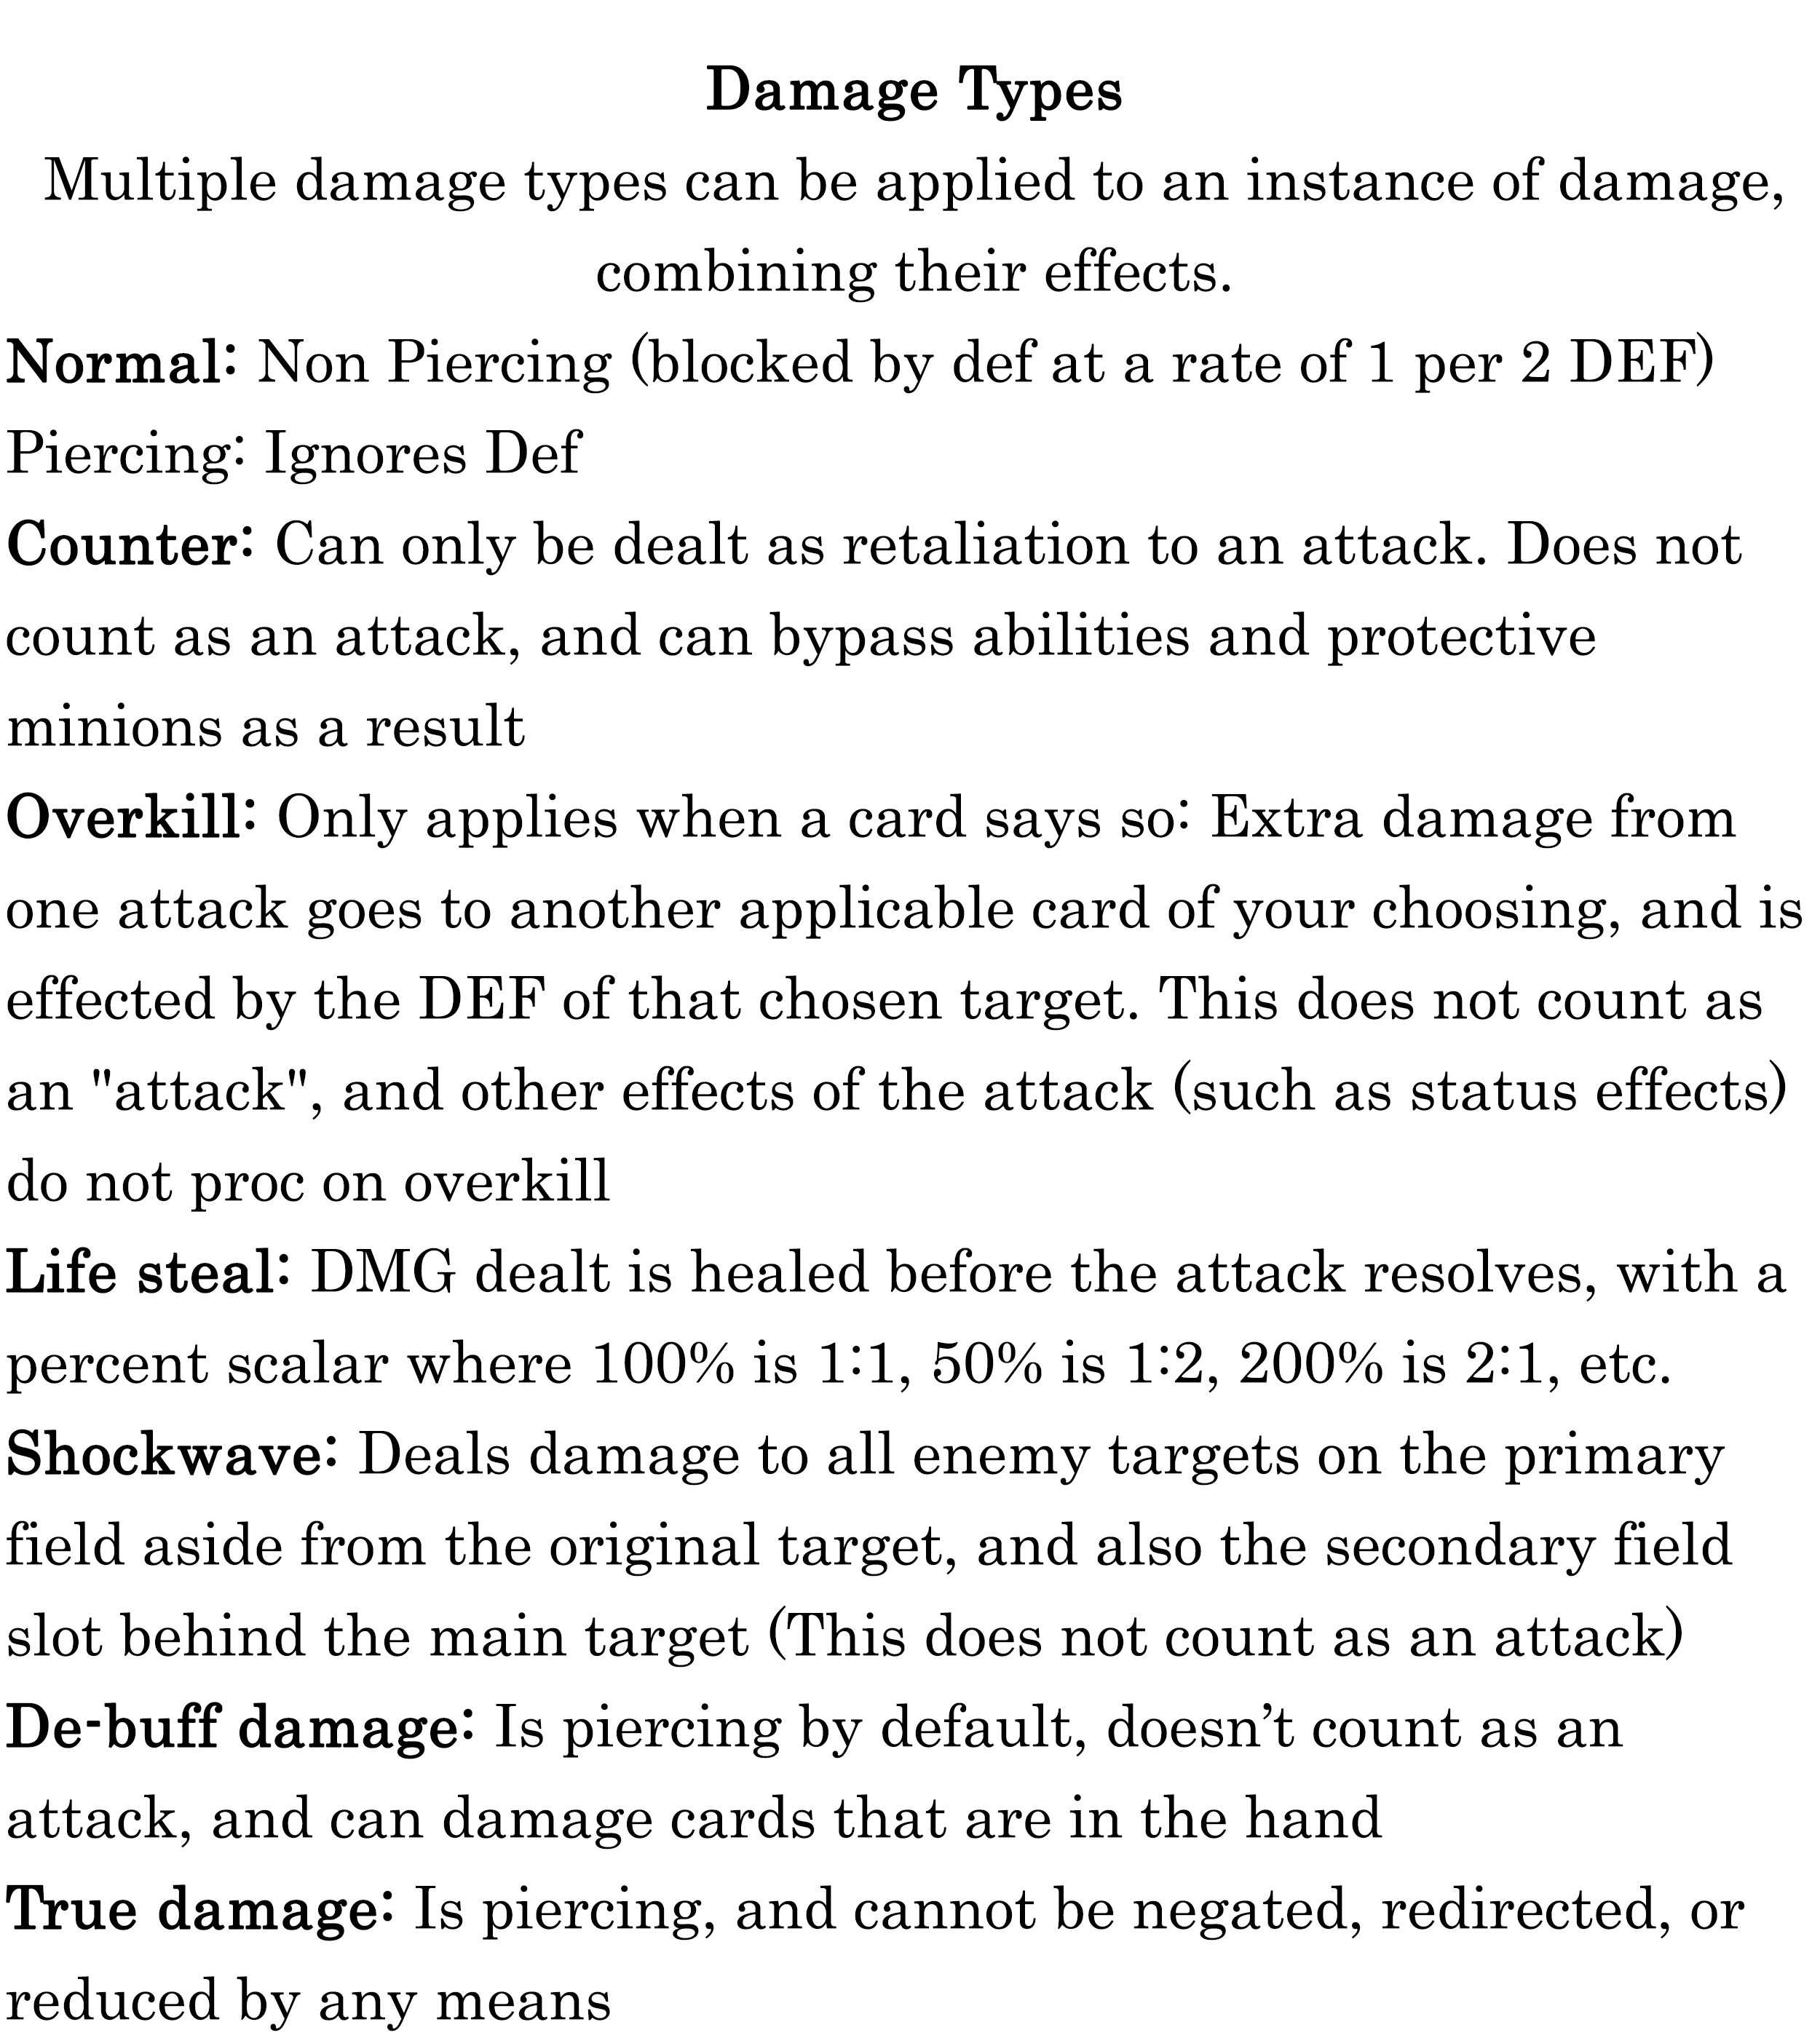 Damage Types
Multiple damage types can be applied to an instance of damage,
combining their effects.
Normal: Non Piercing (blocked by def at a rate of 1 per 2 DEF)
Piercing: Ignores Def
Counter: Can only be dealt as retaliation to an attack. Does not
count as an attack, and can bypass abilities and protective
minions as a result
Overkill: Only applies when a card says so: Extra damage from
one attack goes to another applicable card of your choosing, and is
effected by the DEF of that chosen target. This does not count as
an "attack", and other effects of the attack (such as status effects)
do not proc on overkill
Life steal: DMG dealt is healed before the attack resolves, with a
percent scalar where 100% is 1:1, 50% is 1:2, 200% is 2:1, etc.
Shockwave: Deals damage to all enemy targets on the primary
field aside from the original target, and also the secondary field
slot behind the main target (This does not count as an attack)
De-buff damage: Is piercing by default, doesn’t count as an
attack, and can damage cards that are in the hand
True damage: Is piercing, and cannot be negated, redirected, or
reduced by any means